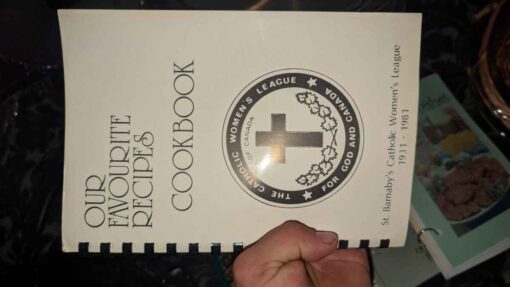 OUR
FAVOURITE
RECIPES
COOKBOOK
THE CATHOLIC WOMEN'S LEAGUE
OF CANADA
FOR GOD AND CANADA
St. Barnaby's Catholic Women's League
1931 - 1981